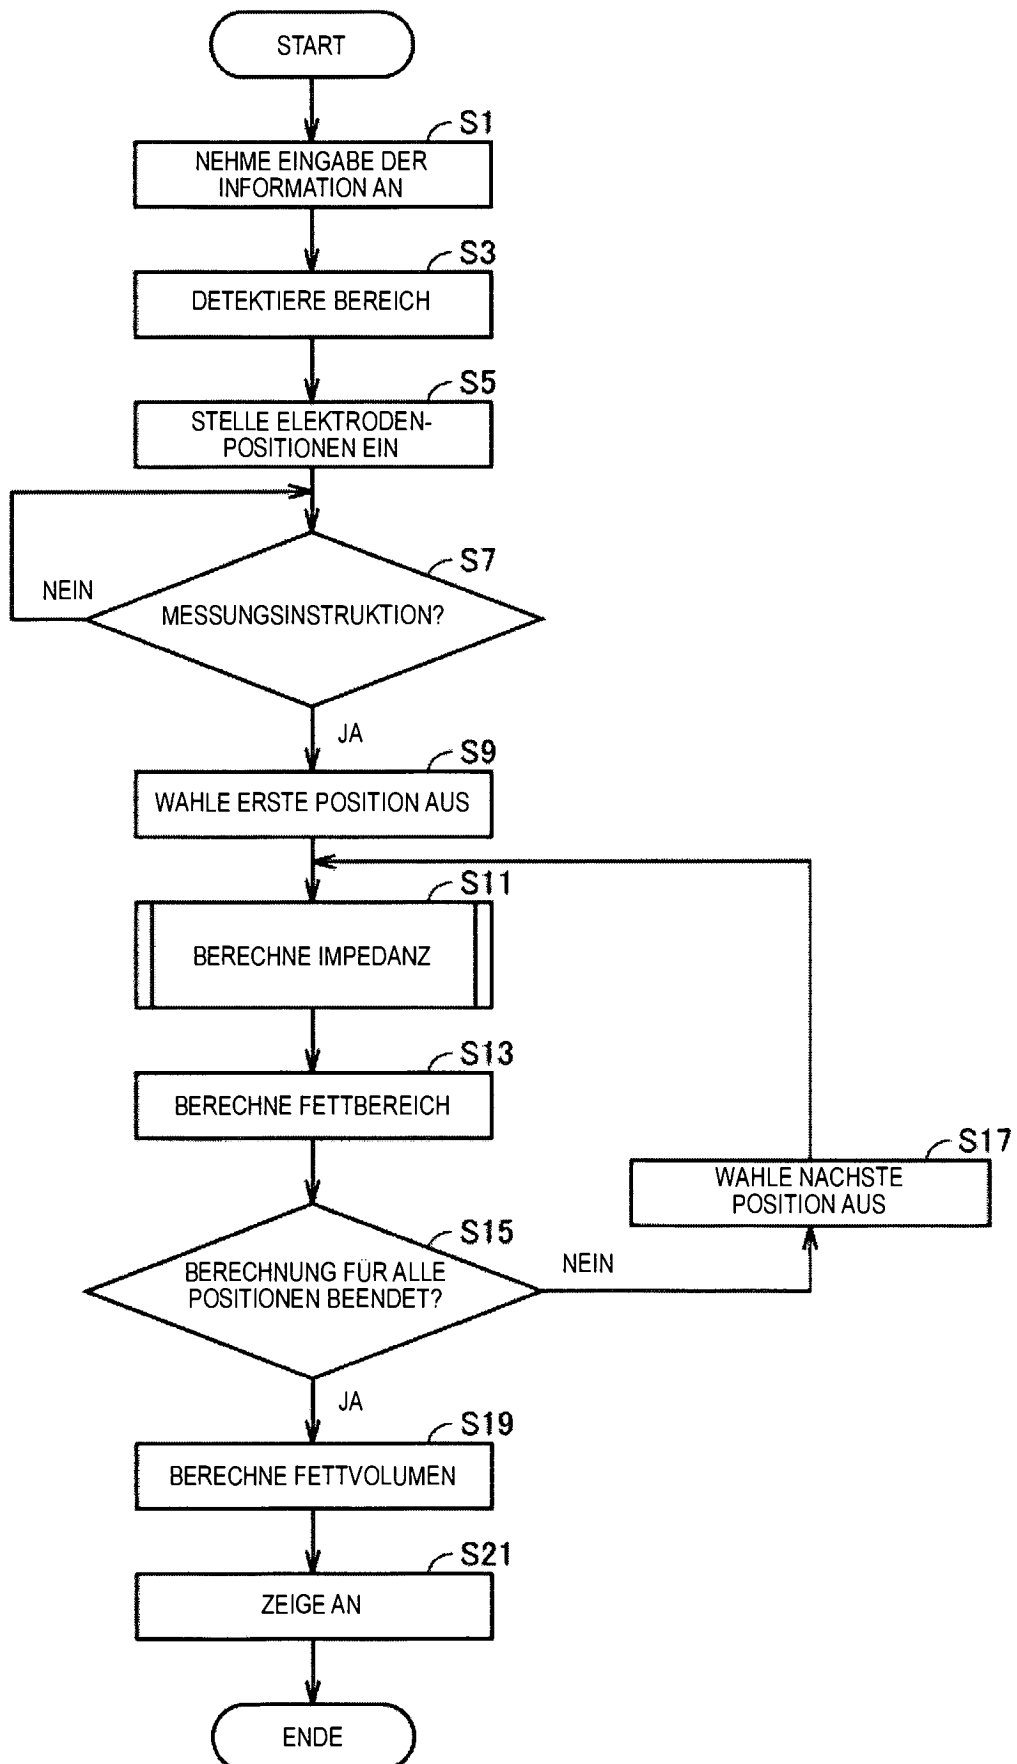 START
S1
NEHME EINGABE DER
INFORMATION AN
S3
DETEKTIERE BEREICH
S5
STELLE ELEKTRODEN-
POSITIONEN EIN
S7
NEIN
MESSUNGSINSTRUKTION?
JA
S9
WAHLE ERSTE POSITION AUS
S11
BERECHNE IMPEDANZ
S13
BERECHNE FETTBEREICH
S17
WAHLE NACHSTE
POSITION AUS
S15
NEIN
BERECHNUNG FÜR ALLE
POSITIONEN BEENDET?
JA
S19
BERECHNE FETTVOLUMEN
S21
ZEIGE AN
ENDE